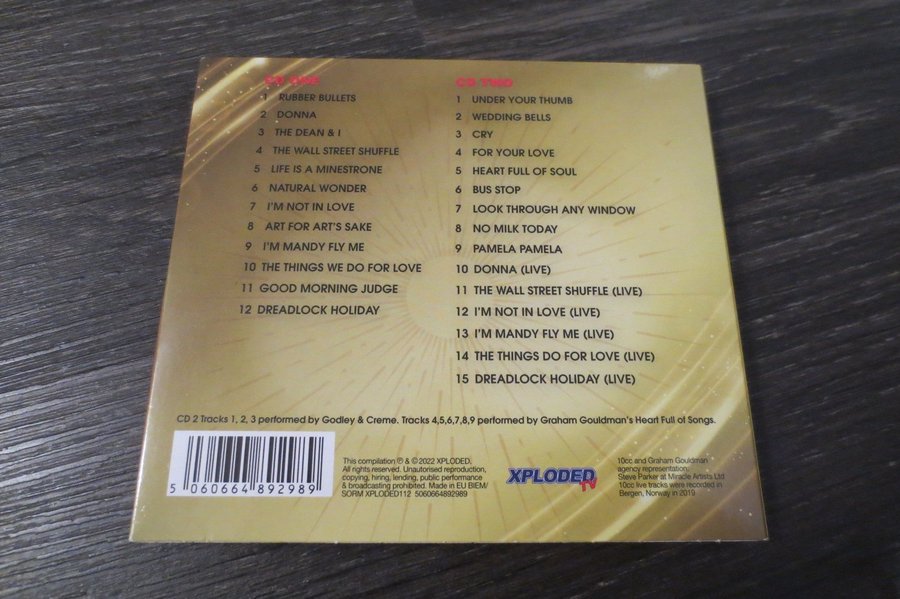 CD ONE
1 RUBBER BULLETS
2 DONNA
3 THE DEAN & I
4 THE WALL STREET SHUFFLE
5 LIFE IS A MINESTRONE
6 NATURAL WONDER
7 I'M NOT IN LOVE
8 ART FOR ART'S SAKE
9 I'M MANDY FLY ME
10 THE THINGS WE DO FOR LOVE
11 GOOD MORNING JUDGE
12 DREADLOCK HOLIDAY
CD TWO
1 UNDER YOUR THUMB
2 WEDDING BELLS
3 CRY
4 FOR YOUR LOVE
5 HEART FULL OF SOUL
6 BUS STOP
7 LOOK THROUGH ANY WINDOW
8 NO MILK TODAY
9 PAMELA PAMELA
10 DONNA (LIVE)
11 THE WALL STREET SHUFFLE (LIVE)
12 I'M NOT IN LOVE (LIVE)
13 I'M MANDY FLY ME (LIVE)
14 THE THINGS DO FOR LOVE (LIVE)
15 DREADLOCK HOLIDAY (LIVE)
CD 2 Tracks 1, 2, 3 performed by Godley & Creme. Tracks 4,5,6,7,8,9 performed by Graham Gouldman's Heart Full of Songs.
5 060664 892989
This compilation ℗ & © 2022 XPLODED.
All rights reserved. Unauthorised reproduction,
copying, hiring, lending, public performance
& broadcasting prohibited. Made in EU BIEM/
SORM XPLODED112 5060664892989
XPLODED TV
10cc and Graham Gouldman
agency representation:
Steve Parker at Miracle Artists Ltd
10cc live tracks were recorded in
Bergen, Norway in 2019.